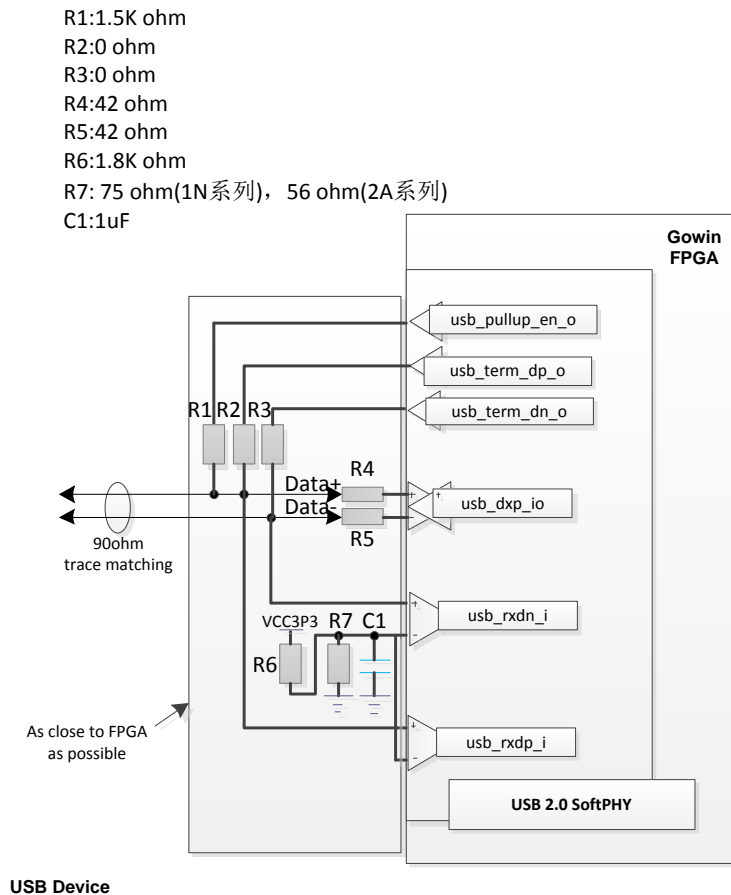 R1:1.5K ohm
R2:0 ohm
R3:0 ohm
R4:42 ohm
R5:42 ohm
R6:1.8K ohm
R7: 75 ohm(1N系列)，56 ohm(2A系列)
C1:1uF
Gowin
FPGA
usb_pullup_en_o
usb_term_dp_o
usb_term_dn_o
R1 R2 R3
R4
Data+
Data-
R5
usb_dxp_io
+
-
+
90ohm
trace matching
VCC3P3 R7 C1
R6
+
-
usb_rxdn_i
As close to FPGA
as possible
+
-
usb_rxdp_i
USB 2.0 SoftPHY
USB Device